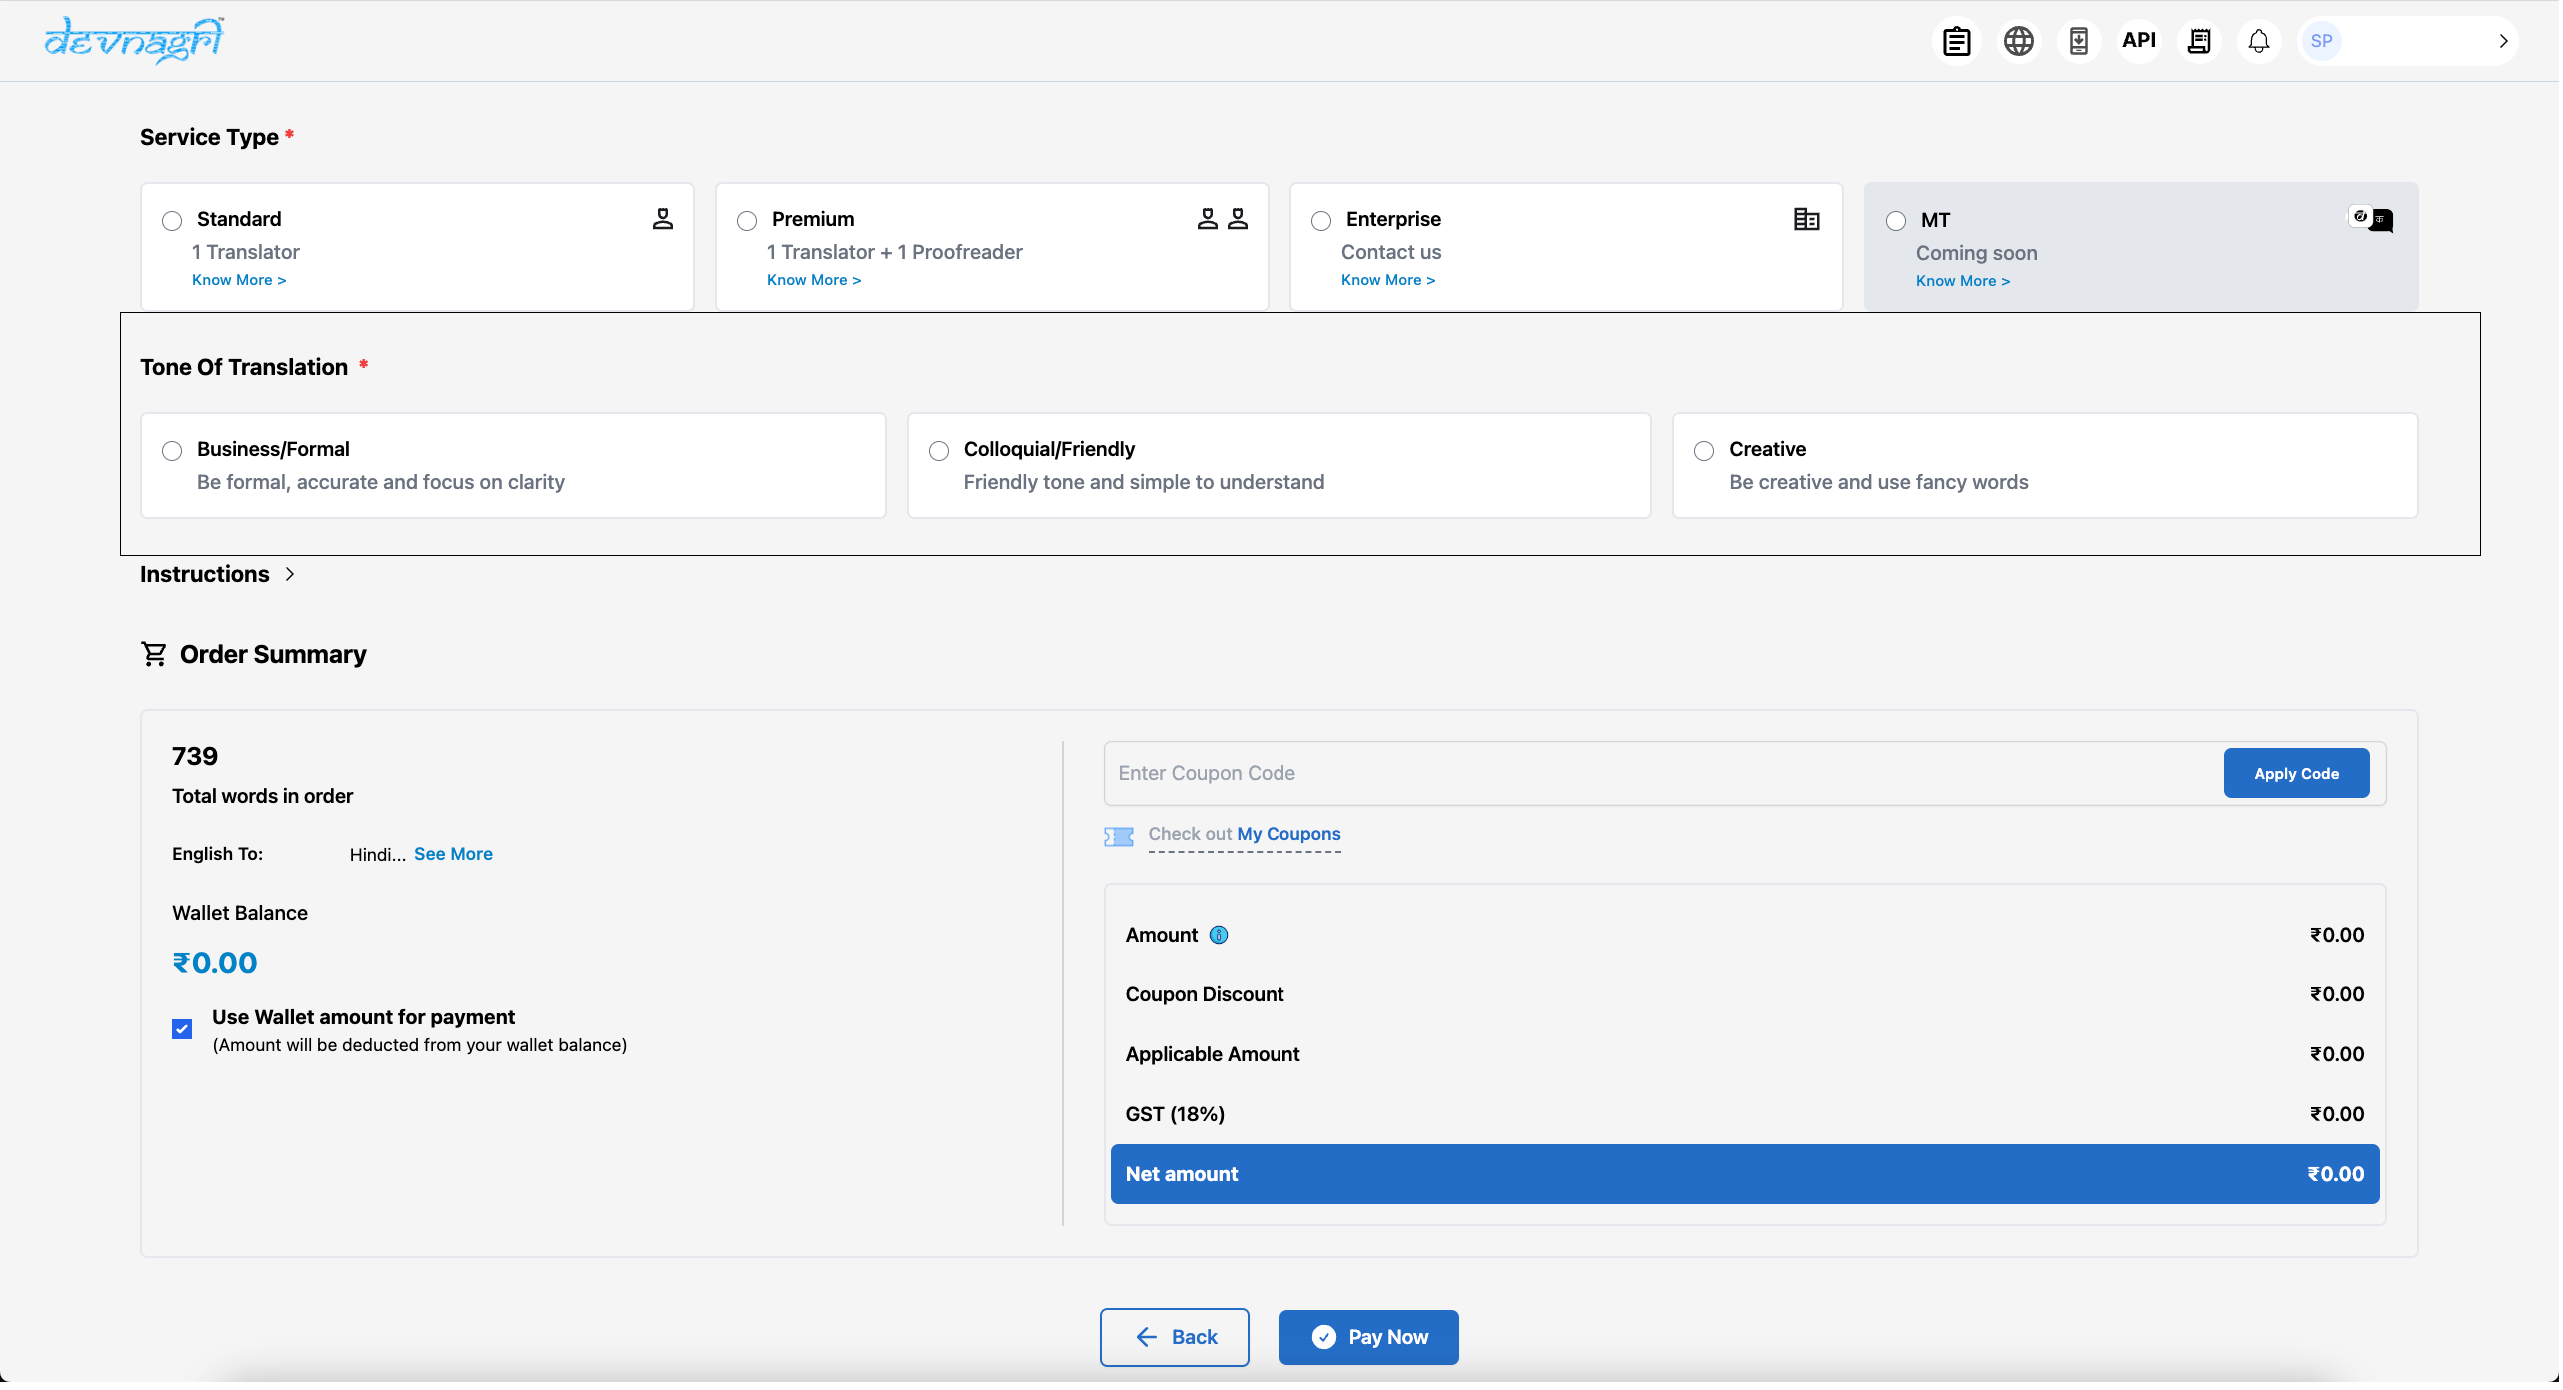 devnagri™
API
SP
Service Type *
Standard
1 Translator
Know More >
Premium
1 Translator + 1 Proofreader
Know More >
Enterprise
Contact us
Know More >
MT
Coming soon
Know More >
क
Tone Of Translation *
Business/Formal
Be formal, accurate and focus on clarity
Colloquial/Friendly
Friendly tone and simple to understand
Creative
Be creative and use fancy words
Instructions >
Order Summary
739
Total words in order
English To: Hindi... See More
Wallet Balance
₹0.00
Use Wallet amount for payment
(Amount will be deducted from your wallet balance)
Enter Coupon Code
Apply Code
Check out My Coupons
Amount ₹0.00
Coupon Discount ₹0.00
Applicable Amount ₹0.00
GST (18%) ₹0.00
Net amount ₹0.00
Back
Pay Now